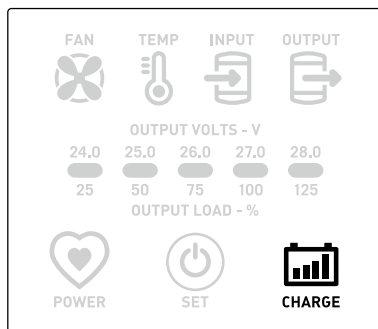 FAN TEMP INPUT OUTPUT
OUTPUT VOLTS - V
24.0 25.0 26.0 27.0 28.0
25 50 75 100 125
OUTPUT LOAD - %
POWER SET CHARGE